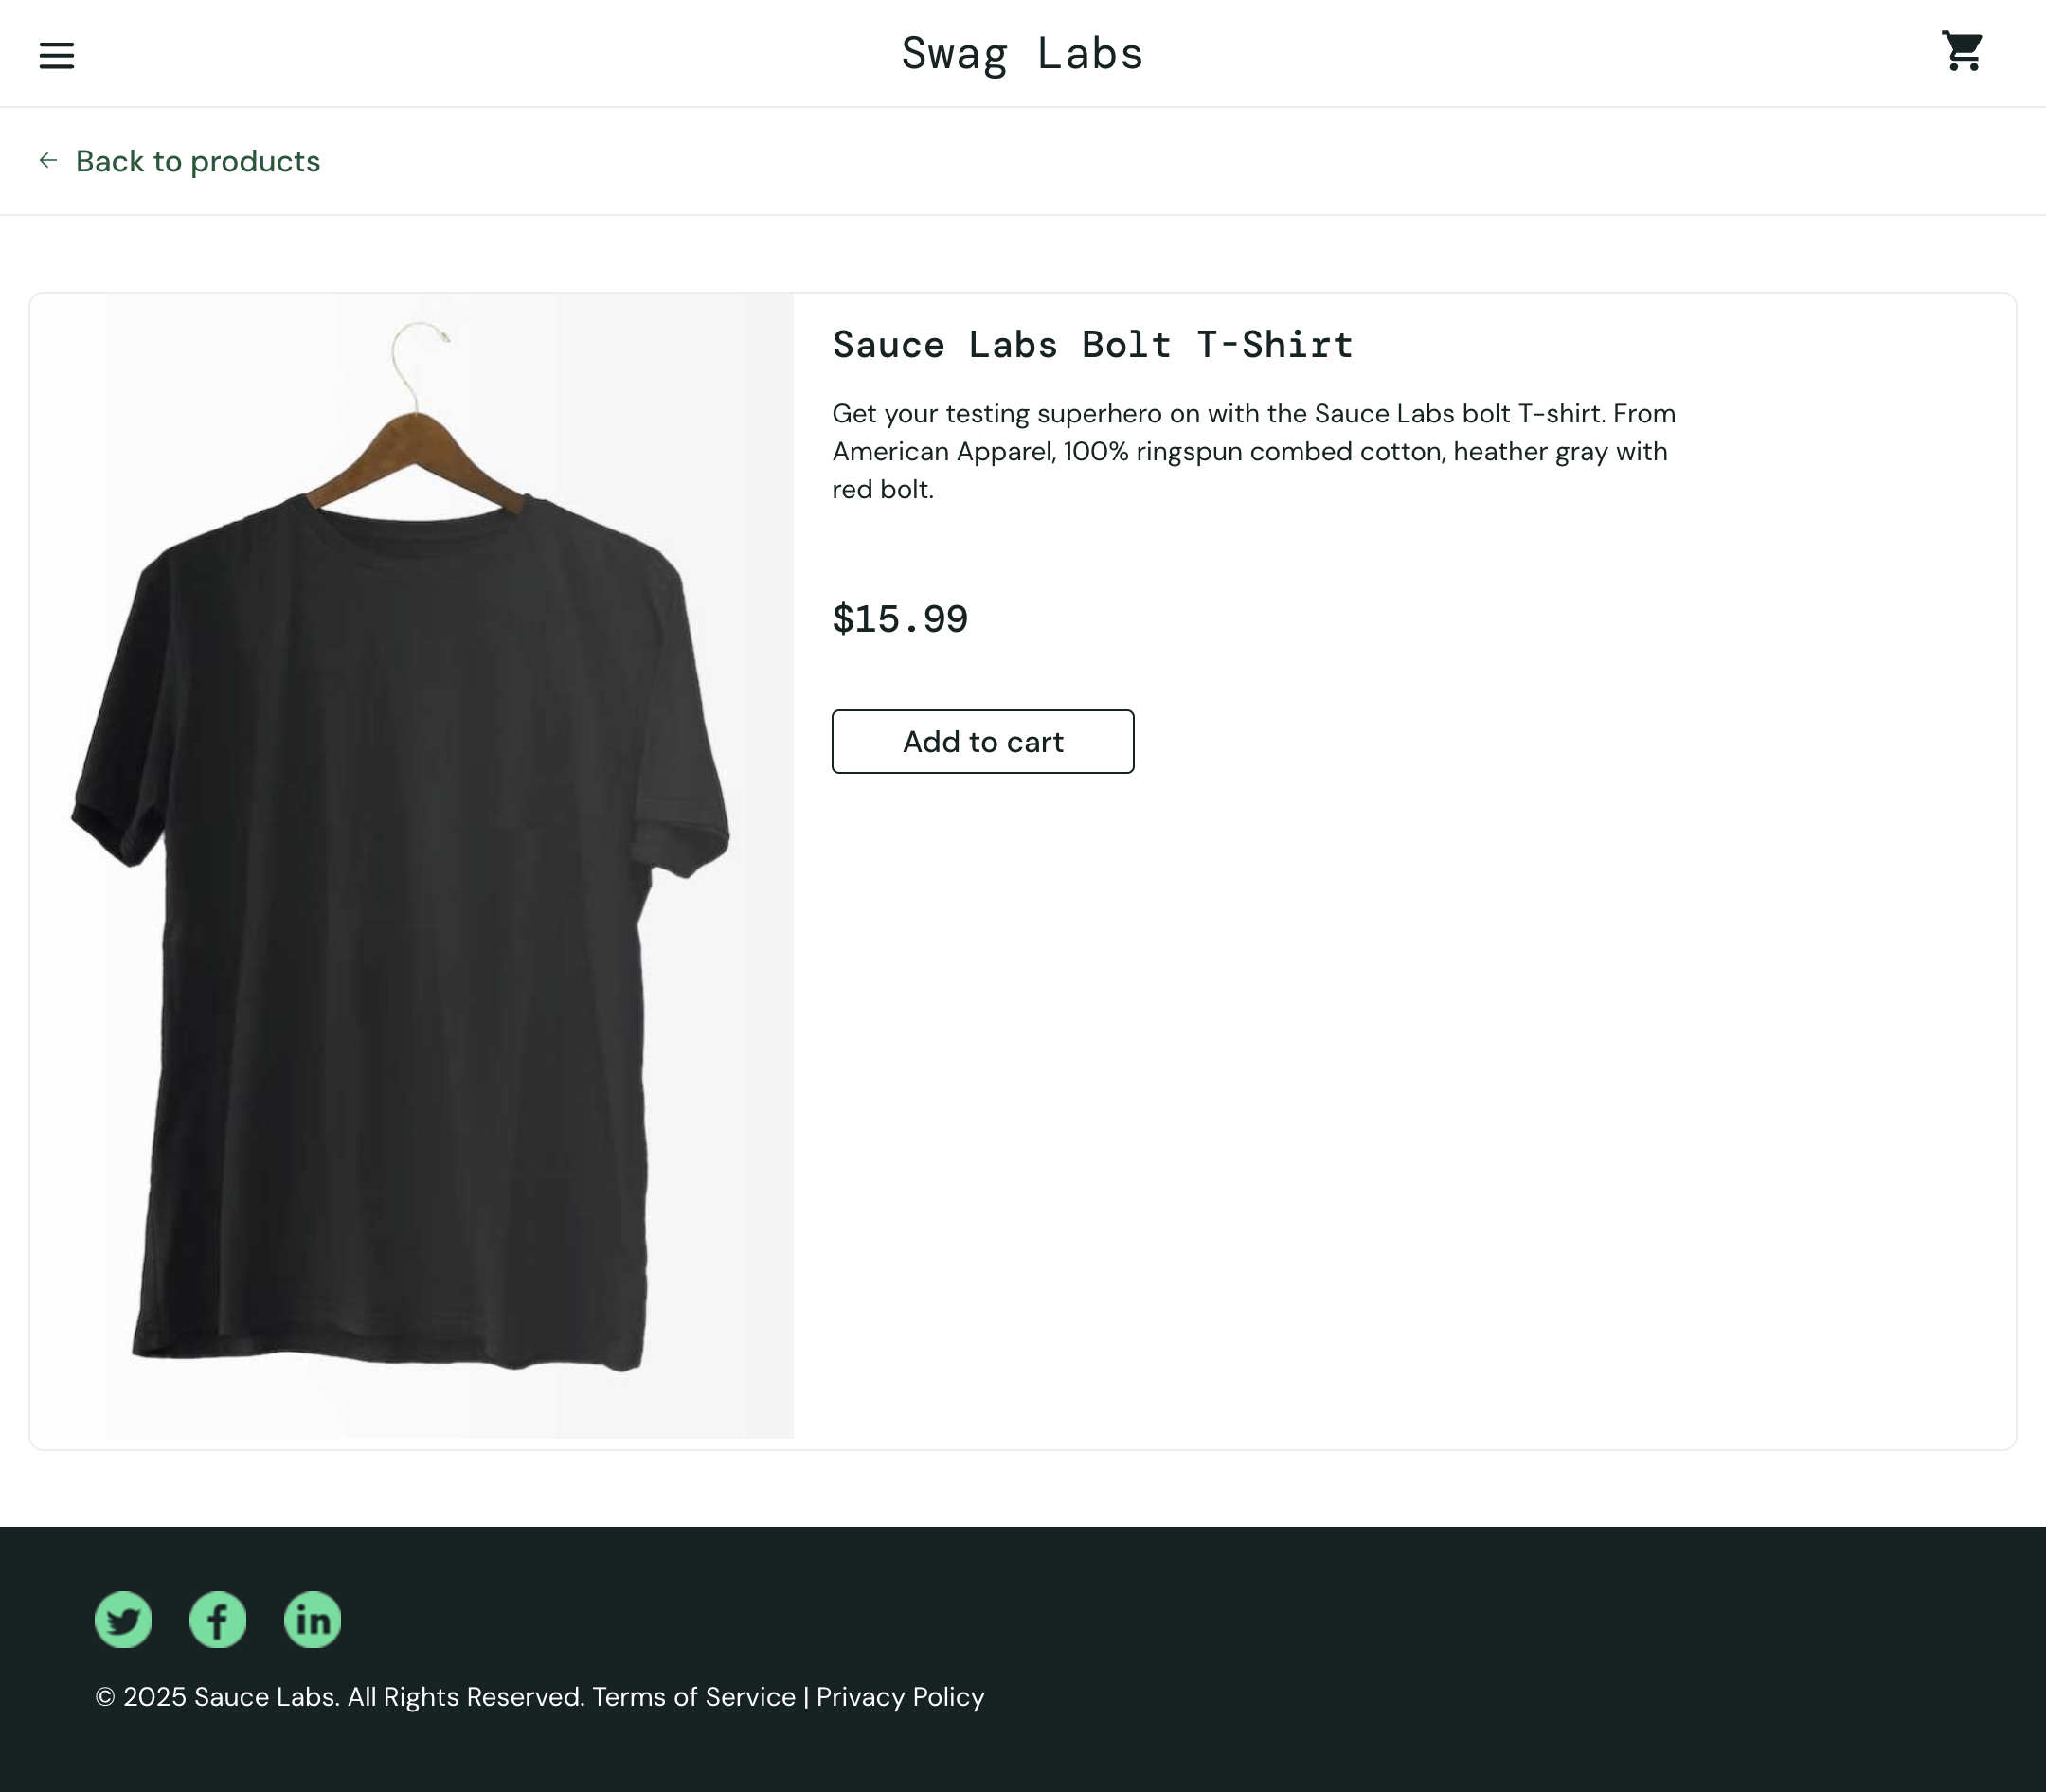 Swag Labs
Back to products
Sauce Labs Bolt T-Shirt
Get your testing superhero on with the Sauce Labs bolt T-shirt. From
American Apparel, 100% ringspun combed cotton, heather gray with
red bolt.
$15.99
Add to cart
© 2025 Sauce Labs. All Rights Reserved. Terms of Service | Privacy Policy